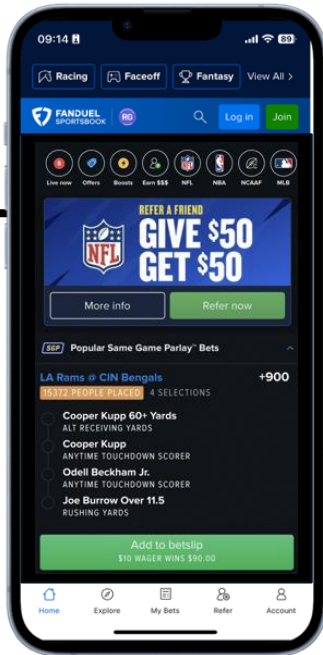 09:14 89
Racing Faceoff Fantasy View All >
FANDUEL
SPORTSBOOK RG Log in Join
Live now Offers Boosts Earn $$$ NFL NBA NCAAF MLB
REFER A FRIEND
NFL GIVE $50
GET $50
More info Refer now
SGP Popular Same Game Parlay™ Bets
LA Rams @ CIN Bengals +900
15372 PEOPLE PLACED 4 SELECTIONS
Cooper Kupp 60+ Yards
ALT RECEIVING YARDS
Cooper Kupp
ANYTIME TOUCHDOWN SCORER
Odell Beckham Jr.
ANYTIME TOUCHDOWN SCORER
Joe Burrow Over 11.5
RUSHING YARDS
Add to betslip
$10 WAGER WINS $90.00
Home Explore My Bets Refer Account